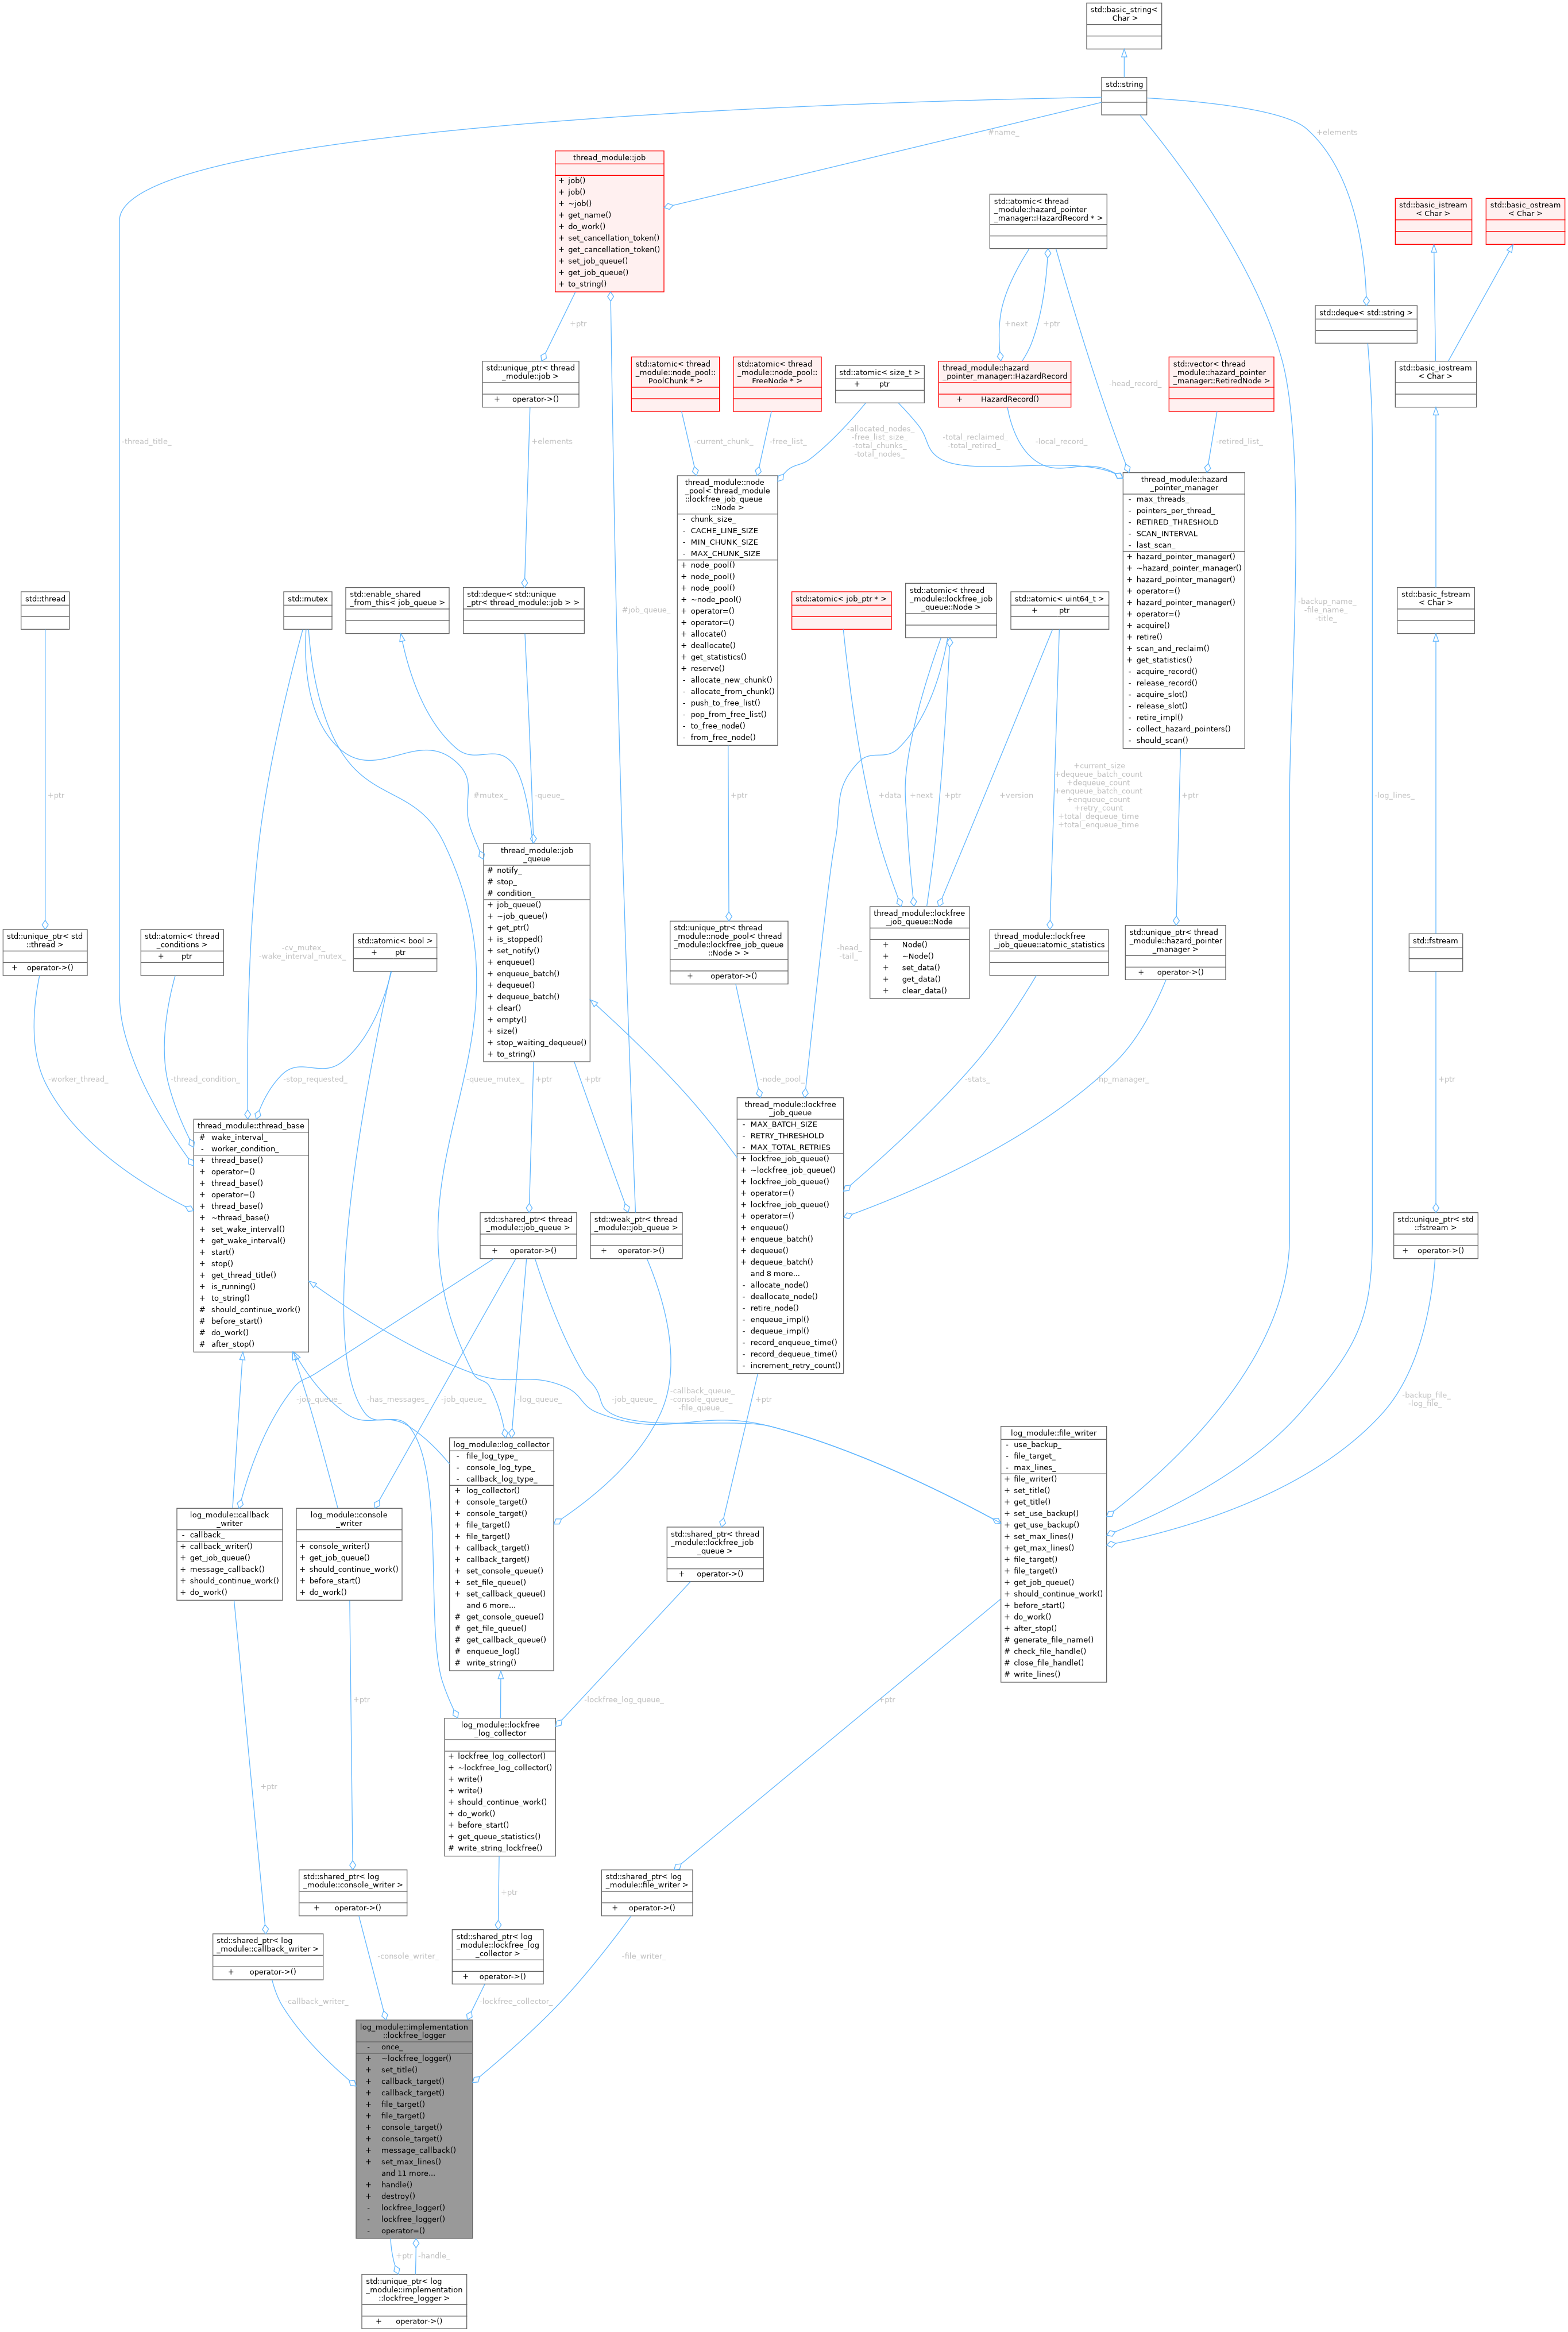 std::basic_string<
Char >
std::string
+elements
#name_
thread_module::job
+ job()
+ job()
+ ~job()
+ get_name()
+ do_work()
+ set_cancellation_token()
+ get_cancellation_token()
+ set_job_queue()
+ get_job_queue()
+ to_string()
std::atomic< thread
_module::hazard_pointer
_manager::HazardRecord * >
std::basic_istream
< Char >
std::basic_ostream
< Char >
std::deque< std::string >
+ptr
+next
+ptr
std::unique_ptr< thread
_module::job >
+ operator->()
std::atomic< thread
_module::node_pool::
PoolChunk * >
std::atomic< thread
_module::node_pool::
FreeNode * >
std::atomic< size_t >
+ ptr
thread_module::hazard
_pointer_manager::HazardRecord
+ HazardRecord()
-head_record_
std::vector< thread
_module::hazard_pointer
_manager::RetiredNode >
std::basic_iostream
< Char >
-thread_title_
+elements
-current_chunk_
-free_list_
-allocated_nodes_
-free_list_size_
-total_chunks_
-total_nodes_
-total_reclaimed_
-total_retired_
-local_record_
-retired_list_
thread_module::node
_pool< thread_module
::lockfree_job_queue
::Node >
- chunk_size_
- CACHE_LINE_SIZE
- MIN_CHUNK_SIZE
- MAX_CHUNK_SIZE
+ node_pool()
+ node_pool()
+ node_pool()
+ ~node_pool()
+ operator=()
+ operator=()
+ allocate()
+ deallocate()
+ get_statistics()
+ reserve()
- allocate_new_chunk()
- allocate_from_chunk()
- push_to_free_list()
- pop_from_free_list()
- to_free_node()
- from_free_node()
thread_module::hazard
_pointer_manager
- max_threads_
- pointers_per_thread_
- RETIRED_THRESHOLD
- SCAN_INTERVAL
- last_scan_
+ hazard_pointer_manager()
+ ~hazard_pointer_manager()
+ hazard_pointer_manager()
+ operator=()
+ hazard_pointer_manager()
+ operator=()
+ acquire()
+ retire()
+ scan_and_reclaim()
+ get_statistics()
- acquire_record()
- release_record()
- acquire_slot()
- release_slot()
- retire_impl()
- collect_hazard_pointers()
- should_scan()
std::thread
std::mutex
std::enable_shared
_from_this< job_queue >
std::deque< std::unique
_ptr< thread_module::job > >
#job_queue_
std::atomic< job_ptr * >
std::atomic< thread
_module::lockfree_job
_queue::Node >
std::atomic< uint64_t >
+ ptr
-backup_name_
-file_name_
-title_
std::basic_fstream
< Char >
+ptr
#mutex_
-queue_
+ptr
+data
+next
+ptr
+version
+current_size
+dequeue_batch_count
+dequeue_count
+enqueue_batch_count
+enqueue_count
+retry_count
+total_dequeue_time
+total_enqueue_time
+ptr
-log_lines_
thread_module::job
_queue
# notify_
# stop_
# condition_
+ job_queue()
+ ~job_queue()
+ get_ptr()
+ is_stopped()
+ set_notify()
+ enqueue()
+ enqueue_batch()
+ dequeue()
+ dequeue_batch()
+ clear()
+ empty()
+ size()
+ stop_waiting_dequeue()
+ to_string()
std::unique_ptr< std
::thread >
+ operator->()
std::atomic< thread
_conditions >
+ ptr
-cv_mutex_
-wake_interval_mutex_
std::atomic< bool >
+ ptr
std::unique_ptr< thread
_module::node_pool< thread
_module::lockfree_job_queue
::Node > >
+ operator->()
-head_
-tail_
thread_module::lockfree
_job_queue::Node
+ Node()
+ ~Node()
+ set_data()
+ get_data()
+ clear_data()
thread_module::lockfree
_job_queue::atomic_statistics
std::unique_ptr< thread
_module::hazard_pointer
_manager >
+ operator->()
std::fstream
-worker_thread_
-thread_condition_
-stop_requested_
-queue_mutex_
+ptr
+ptr
-node_pool_
-stats_
-hp_manager_
+ptr
thread_module::thread_base
# wake_interval_
- worker_condition_
+ thread_base()
+ operator=()
+ thread_base()
+ operator=()
+ thread_base()
+ ~thread_base()
+ set_wake_interval()
+ get_wake_interval()
+ start()
+ stop()
+ get_thread_title()
+ is_running()
+ to_string()
# should_continue_work()
# before_start()
# do_work()
# after_stop()
thread_module::lockfree
_job_queue
- MAX_BATCH_SIZE
- RETRY_THRESHOLD
- MAX_TOTAL_RETRIES
+ lockfree_job_queue()
+ ~lockfree_job_queue()
+ lockfree_job_queue()
+ operator=()
+ lockfree_job_queue()
+ operator=()
+ enqueue()
+ enqueue_batch()
+ dequeue()
+ dequeue_batch()
and 8 more...
- allocate_node()
- deallocate_node()
- retire_node()
- enqueue_impl()
- dequeue_impl()
- record_enqueue_time()
- record_dequeue_time()
- increment_retry_count()
std::shared_ptr< thread
_module::job_queue >
+ operator->()
std::weak_ptr< thread
_module::job_queue >
+ operator->()
std::unique_ptr< std
::fstream >
+ operator->()
-job_queue_
-has_messages_
-job_queue_
-log_queue_
-job_queue_
-callback_queue_
-console_queue_
-file_queue_
+ptr
-backup_file_
-log_file_
log_module::log_collector
- file_log_type_
- console_log_type_
- callback_log_type_
+ log_collector()
+ console_target()
+ console_target()
+ file_target()
+ file_target()
+ callback_target()
+ callback_target()
+ set_console_queue()
+ set_file_queue()
+ set_callback_queue()
and 6 more...
# get_console_queue()
# get_file_queue()
# get_callback_queue()
# enqueue_log()
# write_string()
log_module::file_writer
- use_backup_
- file_target_
- max_lines_
+ file_writer()
+ set_title()
+ get_title()
+ set_use_backup()
+ get_use_backup()
+ set_max_lines()
+ get_max_lines()
+ file_target()
+ file_target()
+ get_job_queue()
+ should_continue_work()
+ before_start()
+ do_work()
+ after_stop()
# generate_file_name()
# check_file_handle()
# close_file_handle()
# write_lines()
log_module::callback
_writer
- callback_
+ callback_writer()
+ get_job_queue()
+ message_callback()
+ should_continue_work()
+ do_work()
log_module::console
_writer
+ console_writer()
+ get_job_queue()
+ should_continue_work()
+ before_start()
+ do_work()
std::shared_ptr< thread
_module::lockfree_job
_queue >
+ operator->()
+ptr
-lockfree_log_queue_
+ptr
log_module::lockfree
_log_collector
+ lockfree_log_collector()
+ ~lockfree_log_collector()
+ write()
+ write()
+ should_continue_work()
+ do_work()
+ before_start()
+ get_queue_statistics()
# write_string_lockfree()
+ptr
std::shared_ptr< log
_module::console_writer >
+ operator->()
+ptr
std::shared_ptr< log
_module::file_writer >
+ operator->()
std::shared_ptr< log
_module::callback_writer >
+ operator->()
std::shared_ptr< log
_module::lockfree_log
_collector >
+ operator->()
-console_writer_
-file_writer_
-callback_writer_
-lockfree_collector_
log_module::implementation
::lockfree_logger
- once_
+ ~lockfree_logger()
+ set_title()
+ callback_target()
+ callback_target()
+ file_target()
+ file_target()
+ console_target()
+ console_target()
+ message_callback()
+ set_max_lines()
and 11 more...
+ handle()
+ destroy()
- lockfree_logger()
- lockfree_logger()
- operator=()
+ptr
-handle_
std::unique_ptr< log
_module::implementation
::lockfree_logger >
+ operator->()